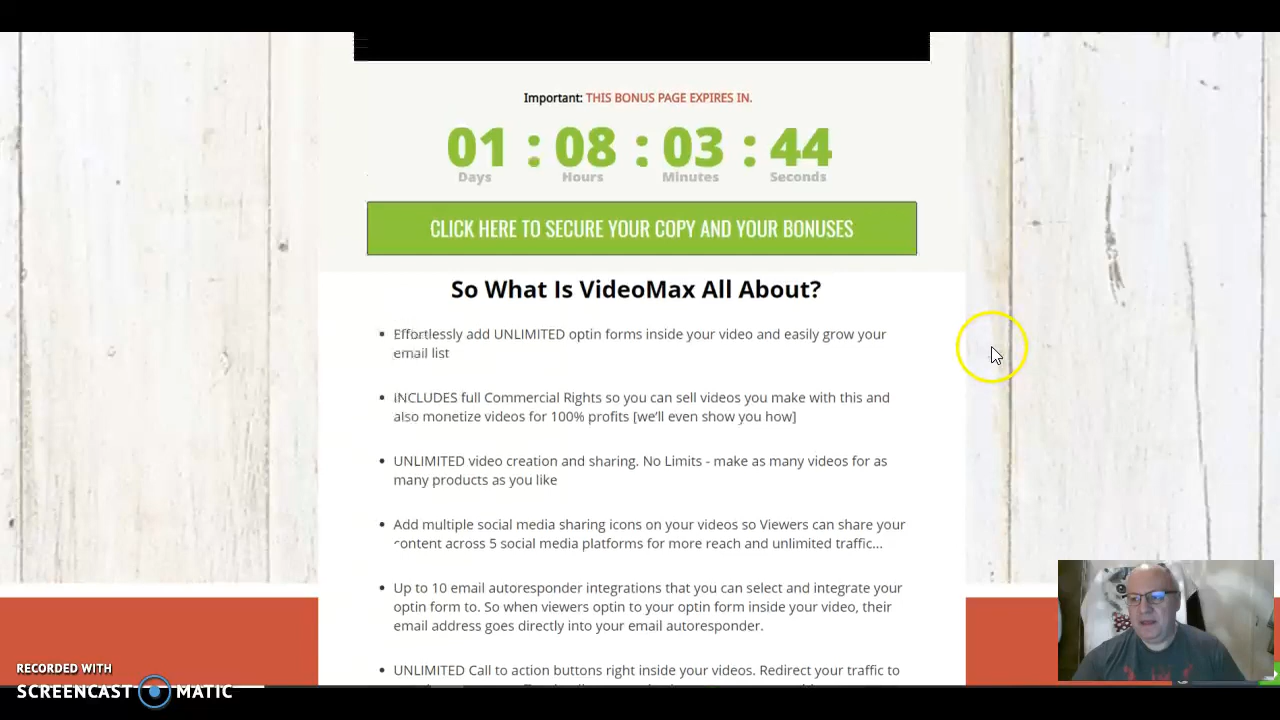 Important: THIS BONUS PAGE EXPIRES IN.
01 : 08 : 03 : 44
Days Hours Minutes Seconds
CLICK HERE TO SECURE YOUR COPY AND YOUR BONUSES
So What Is VideoMax All About?
• Effortlessly add UNLIMITED optin forms inside your video and easily grow your
email list
• INCLUDES full Commercial Rights so you can sell videos you make with this and
also monetize videos for 100% profits [we'll even show you how]
• UNLIMITED video creation and sharing. No Limits - make as many videos for as
many products as you like
• Add multiple social media sharing icons on your videos so Viewers can share your
content across 5 social media platforms for more reach and unlimited traffic...
• Up to 10 email autoresponder integrations that you can select and integrate your
optin form to. So when viewers optin to your optin form inside your video, their
email address goes directly into your email autoresponder.
• UNLIMITED Call to action buttons right inside your videos. Redirect your traffic to
RECORDED WITH
SCREENCAST MATIC